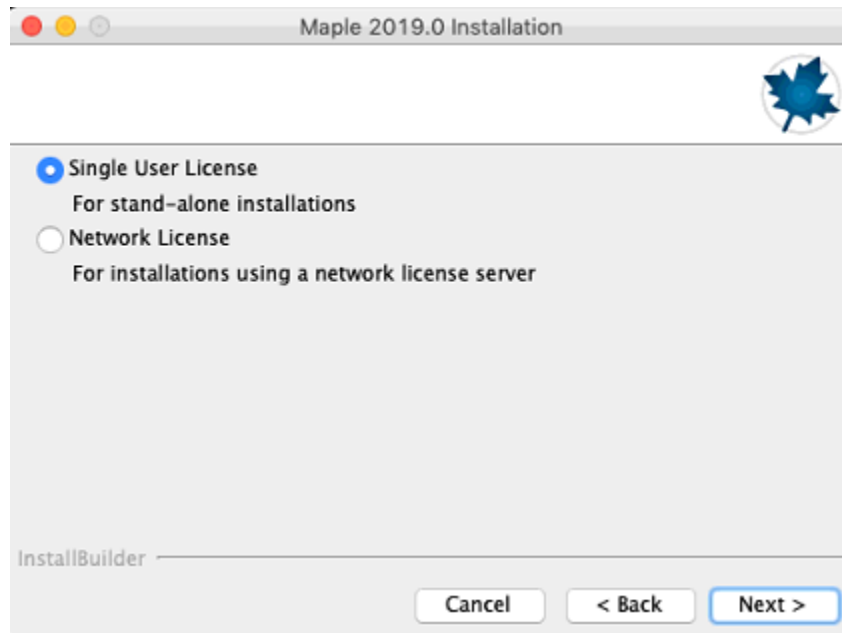 Maple 2019.0 Installation
Single User License
For stand-alone installations
Network License
For installations using a network license server
InstallBuilder
Cancel
< Back
Next >